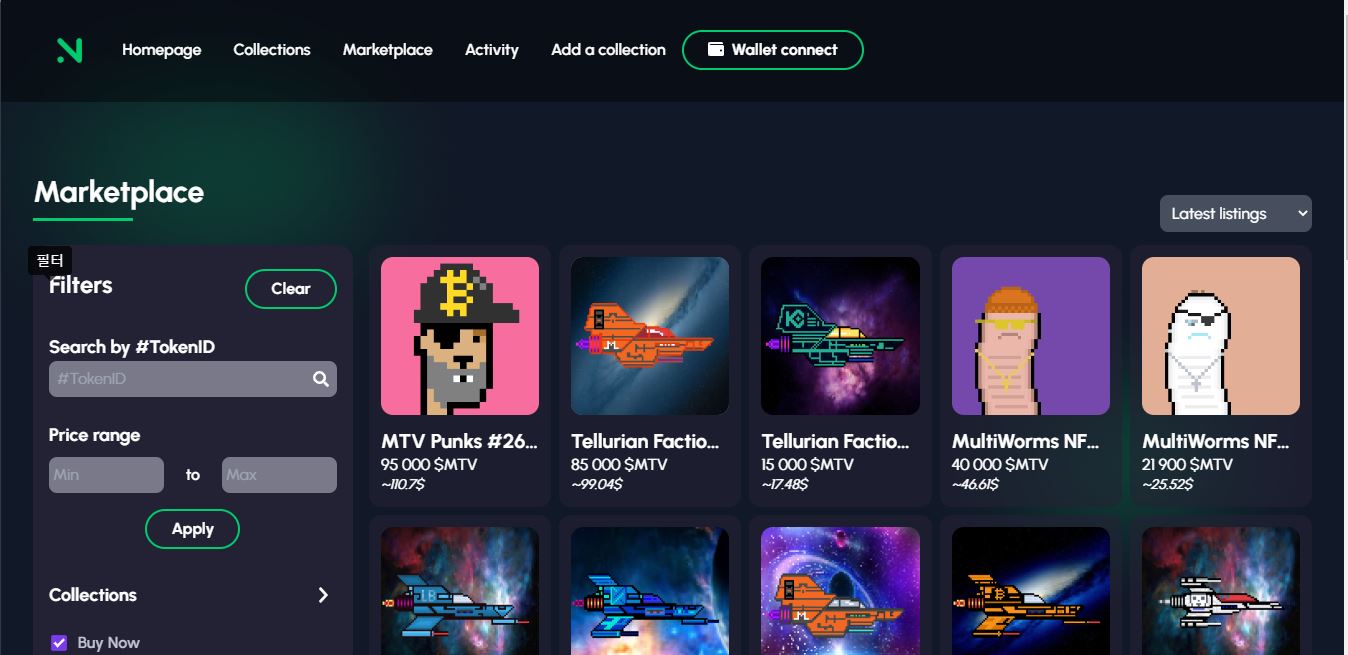 Homepage Collections Marketplace Activity Add a collection Wallet connect
Marketplace
Latest listings
필터
Filters Clear
Search by #TokenID
#TokenID
Price range
Min to Max
Apply
Collections
Buy Now
MTV Punks #26... Tellurian Factio... Tellurian Factio... MultiWorms NF... MultiWorms NF...
95 000 $MTV 85 000 $MTV 15 000 $MTV 40 000 $MTV 21 900 $MTV
~110.7$ ~99.04$ ~17.48$ ~46.61$ ~25.52$